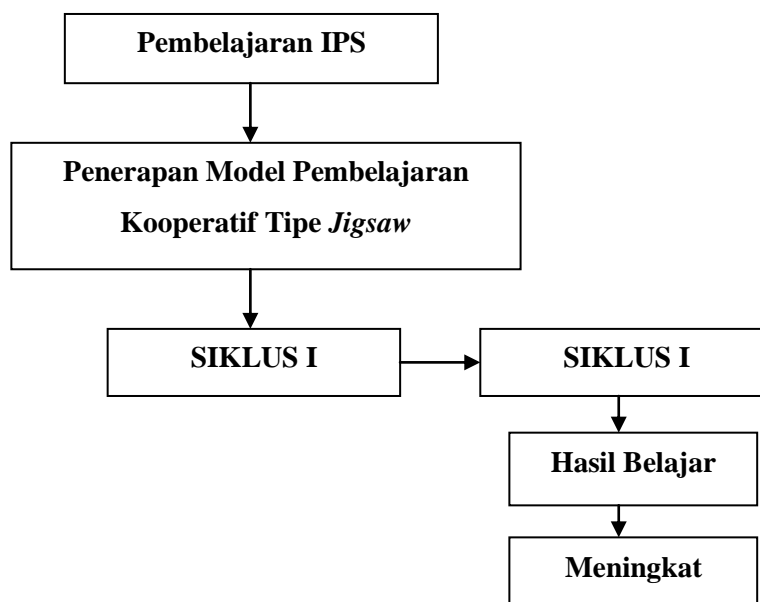 Pembelajaran IPS
Penerapan Model Pembelajaran
Kooperatif Tipe Jigsaw
SIKLUS I
SIKLUS I
Hasil Belajar
Meningkat